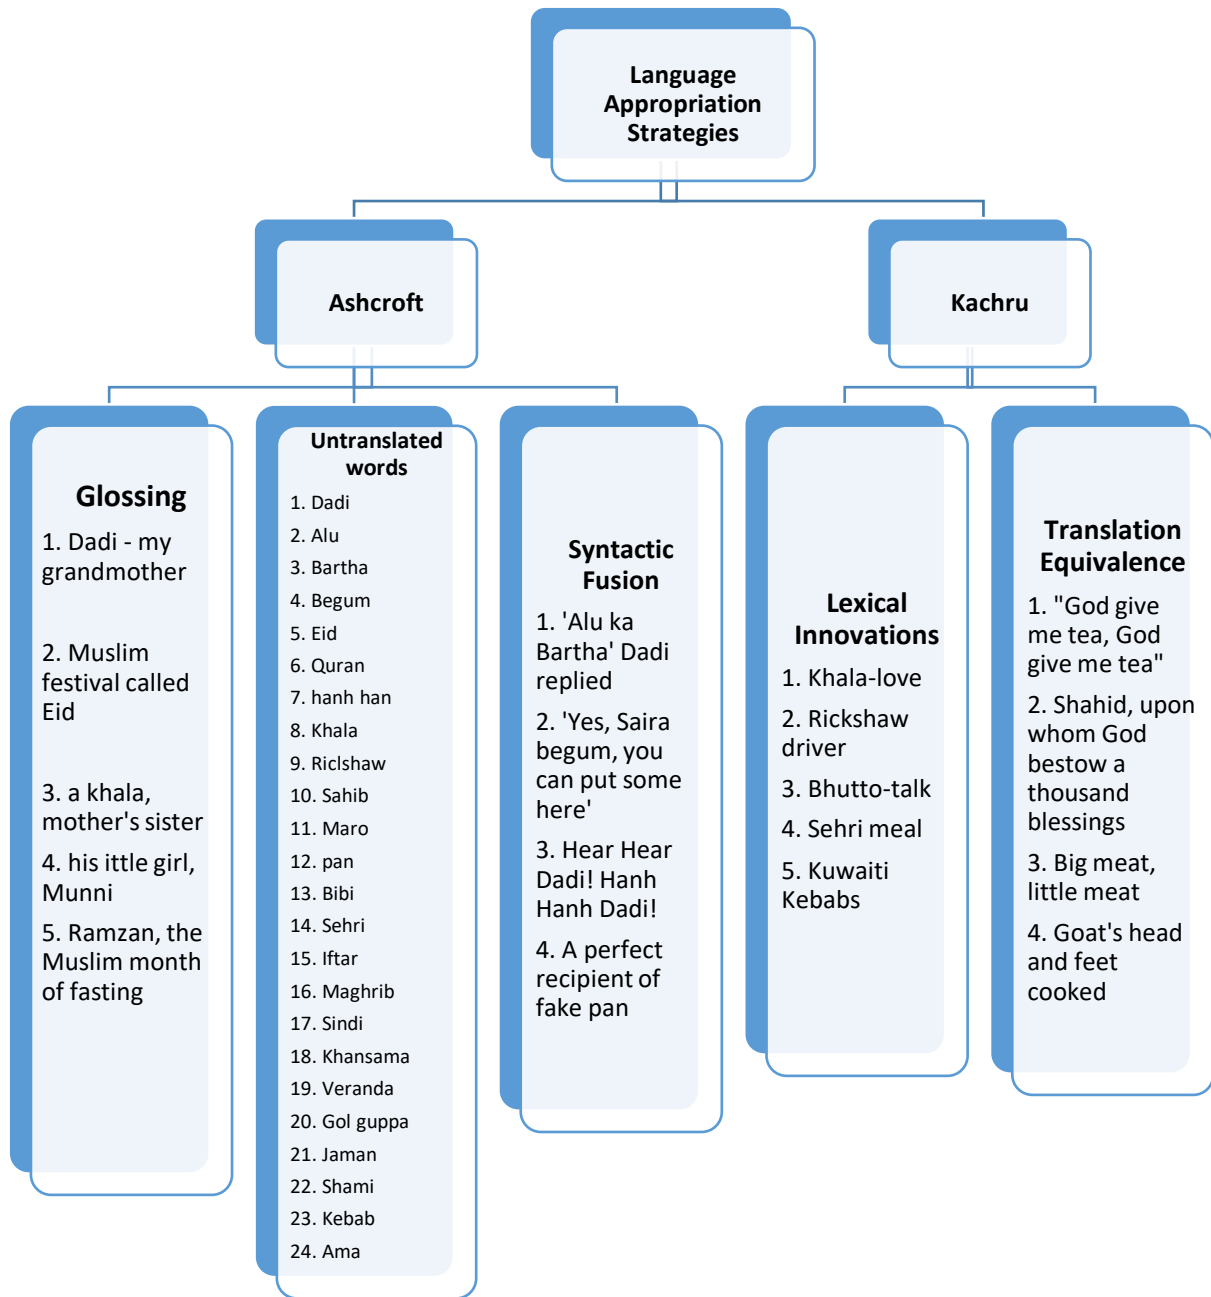 Language
Appropriation
Strategies
Ashcroft
Kachru
Glossing
1. Dadi - my
grandmother
2. Muslim
festival called
Eid
3. a khala,
mother's sister
4. his ittle girl,
Munni
5. Ramzan, the
Muslim month
of fasting
Untranslated
words
1. Dadi
2. Alu
3. Bartha
4. Begum
5. Eid
6. Quran
7. hanh han
8. Khala
9. Riclshaw
10. Sahib
11. Maro
12. pan
13. Bibi
14. Sehri
15. Iftar
16. Maghrib
17. Sindi
18. Khansama
19. Veranda
20. Gol guppa
21. Jaman
22. Shami
23. Kebab
24. Ama
Syntactic
Fusion
1. 'Alu ka
Bartha' Dadi
replied
2. 'Yes, Saira
begum, you
can put some
here'
3. Hear Hear
Dadi! Hanh
Hanh Dadi!
4. A perfect
recipient of
fake pan
Lexical
Innovations
1. Khala-love
2. Rickshaw
driver
3. Bhutto-talk
4. Sehri meal
5. Kuwaiti
Kebabs
Translation
Equivalence
1. "God give
me tea, God
give me tea"
2. Shahid, upon
whom God
bestow a
thousand
blessings
3. Big meat,
little meat
4. Goat's head
and feet
cooked